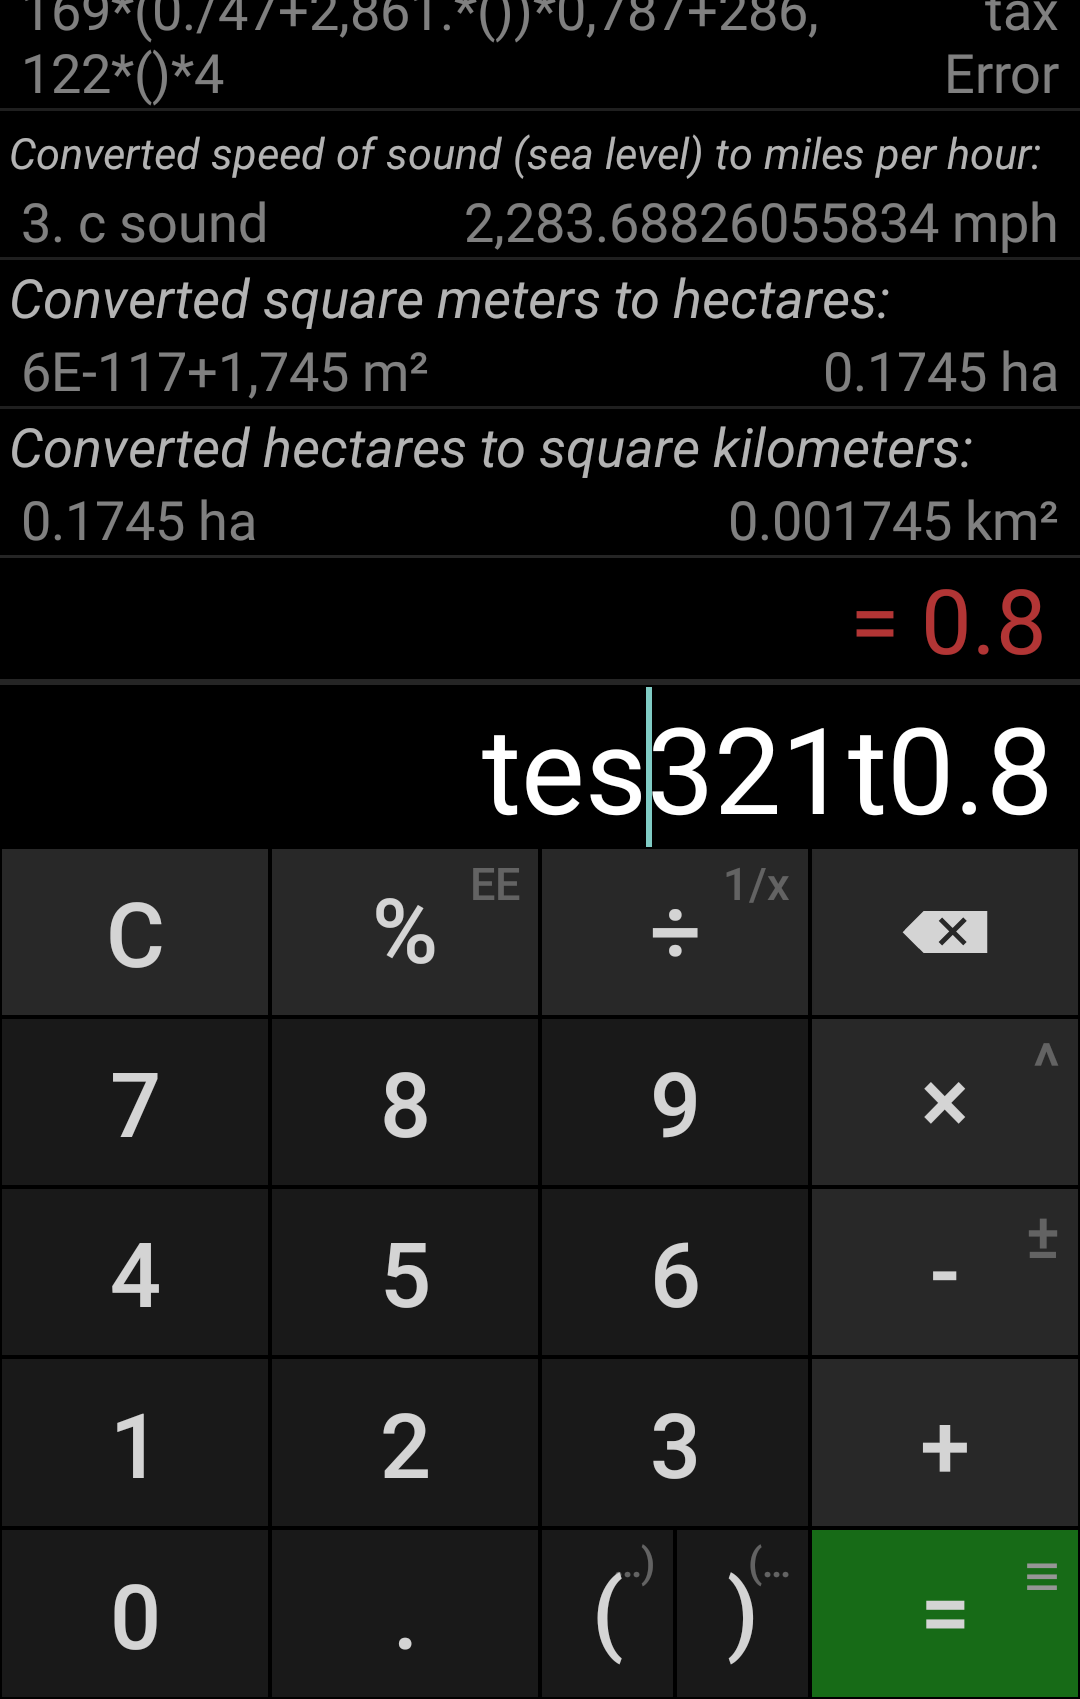 169*(0./47+2,861.*())*0,787+286, tax
122*()*4 Error
Converted speed of sound (sea level) to miles per hour:
3. c sound 2,283.68826055834 mph
Converted square meters to hectares:
6E-117+1,745 m² 0.1745 ha
Converted hectares to square kilometers:
0.1745 ha 0.001745 km²
= 0.8
tes321t0.8
C % EE ÷ 1/x
7 8 9 × ^
4 5 6 - ±
1 2 3 +
0 . ( ..) ) (... = ≡